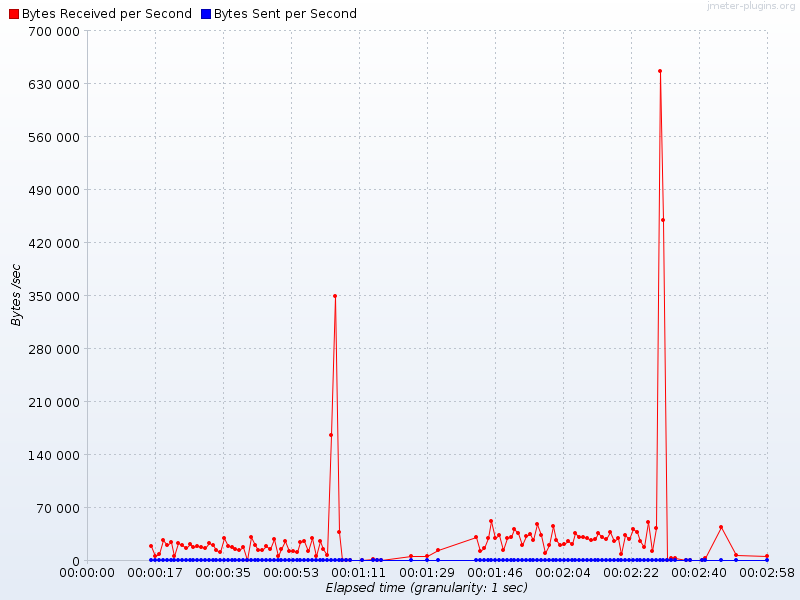 jmeter-plugins.org
Bytes Received per Second Bytes Sent per Second
700 000
630 000
560 000
490 000
420 000
350 000
280 000
210 000
140 000
70 000
0
Bytes /sec
00:00:00 00:00:17 00:00:35 00:00:53 00:01:11 00:01:29 00:01:46 00:02:04 00:02:22 00:02:40 00:02:58
Elapsed time (granularity: 1 sec)